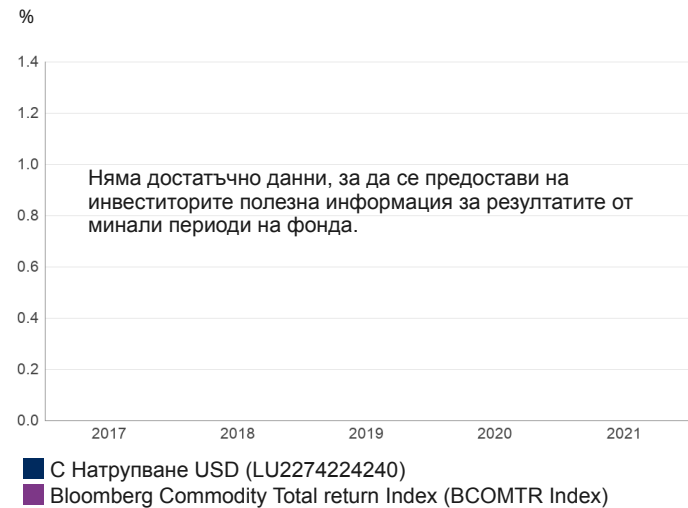 %
1.4
1.2
1.0
Няма достатъчно данни, за да се предостави на
инвеститорите полезна информация за резултатите от
0.8
минали периоди на фонда.
0.6
0.4
0.2
0.0
2017 2018 2019 2020 2021
C Натрупване USD (LU2274224240)
Bloomberg Commodity Total return Index (BCOMTR Index)